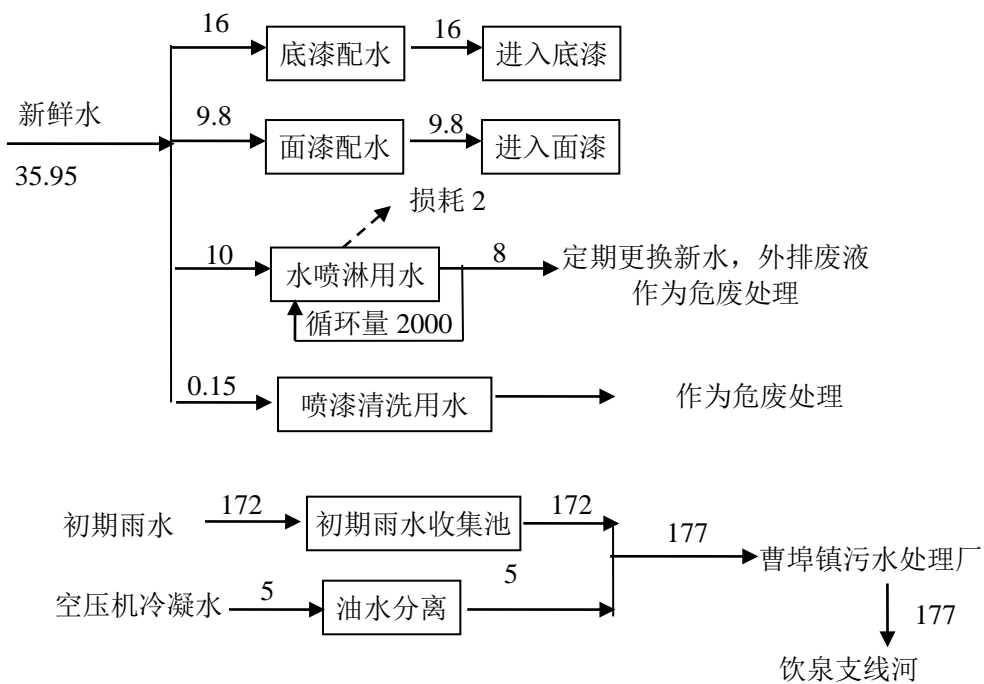 16
底漆配水
16
进入底漆
新鲜水
35.95
9.8
面漆配水
9.8
进入面漆
损耗 2
10
水喷淋用水
8
定期更换新水，外排废液
作为危废处理
循环量 2000
0.15
喷漆清洗用水
作为危废处理
初期雨水
172
初期雨水收集池
172
177
曹埠镇污水处理厂
空压机冷凝水
5
油水分离
5
177
饮泉支线河